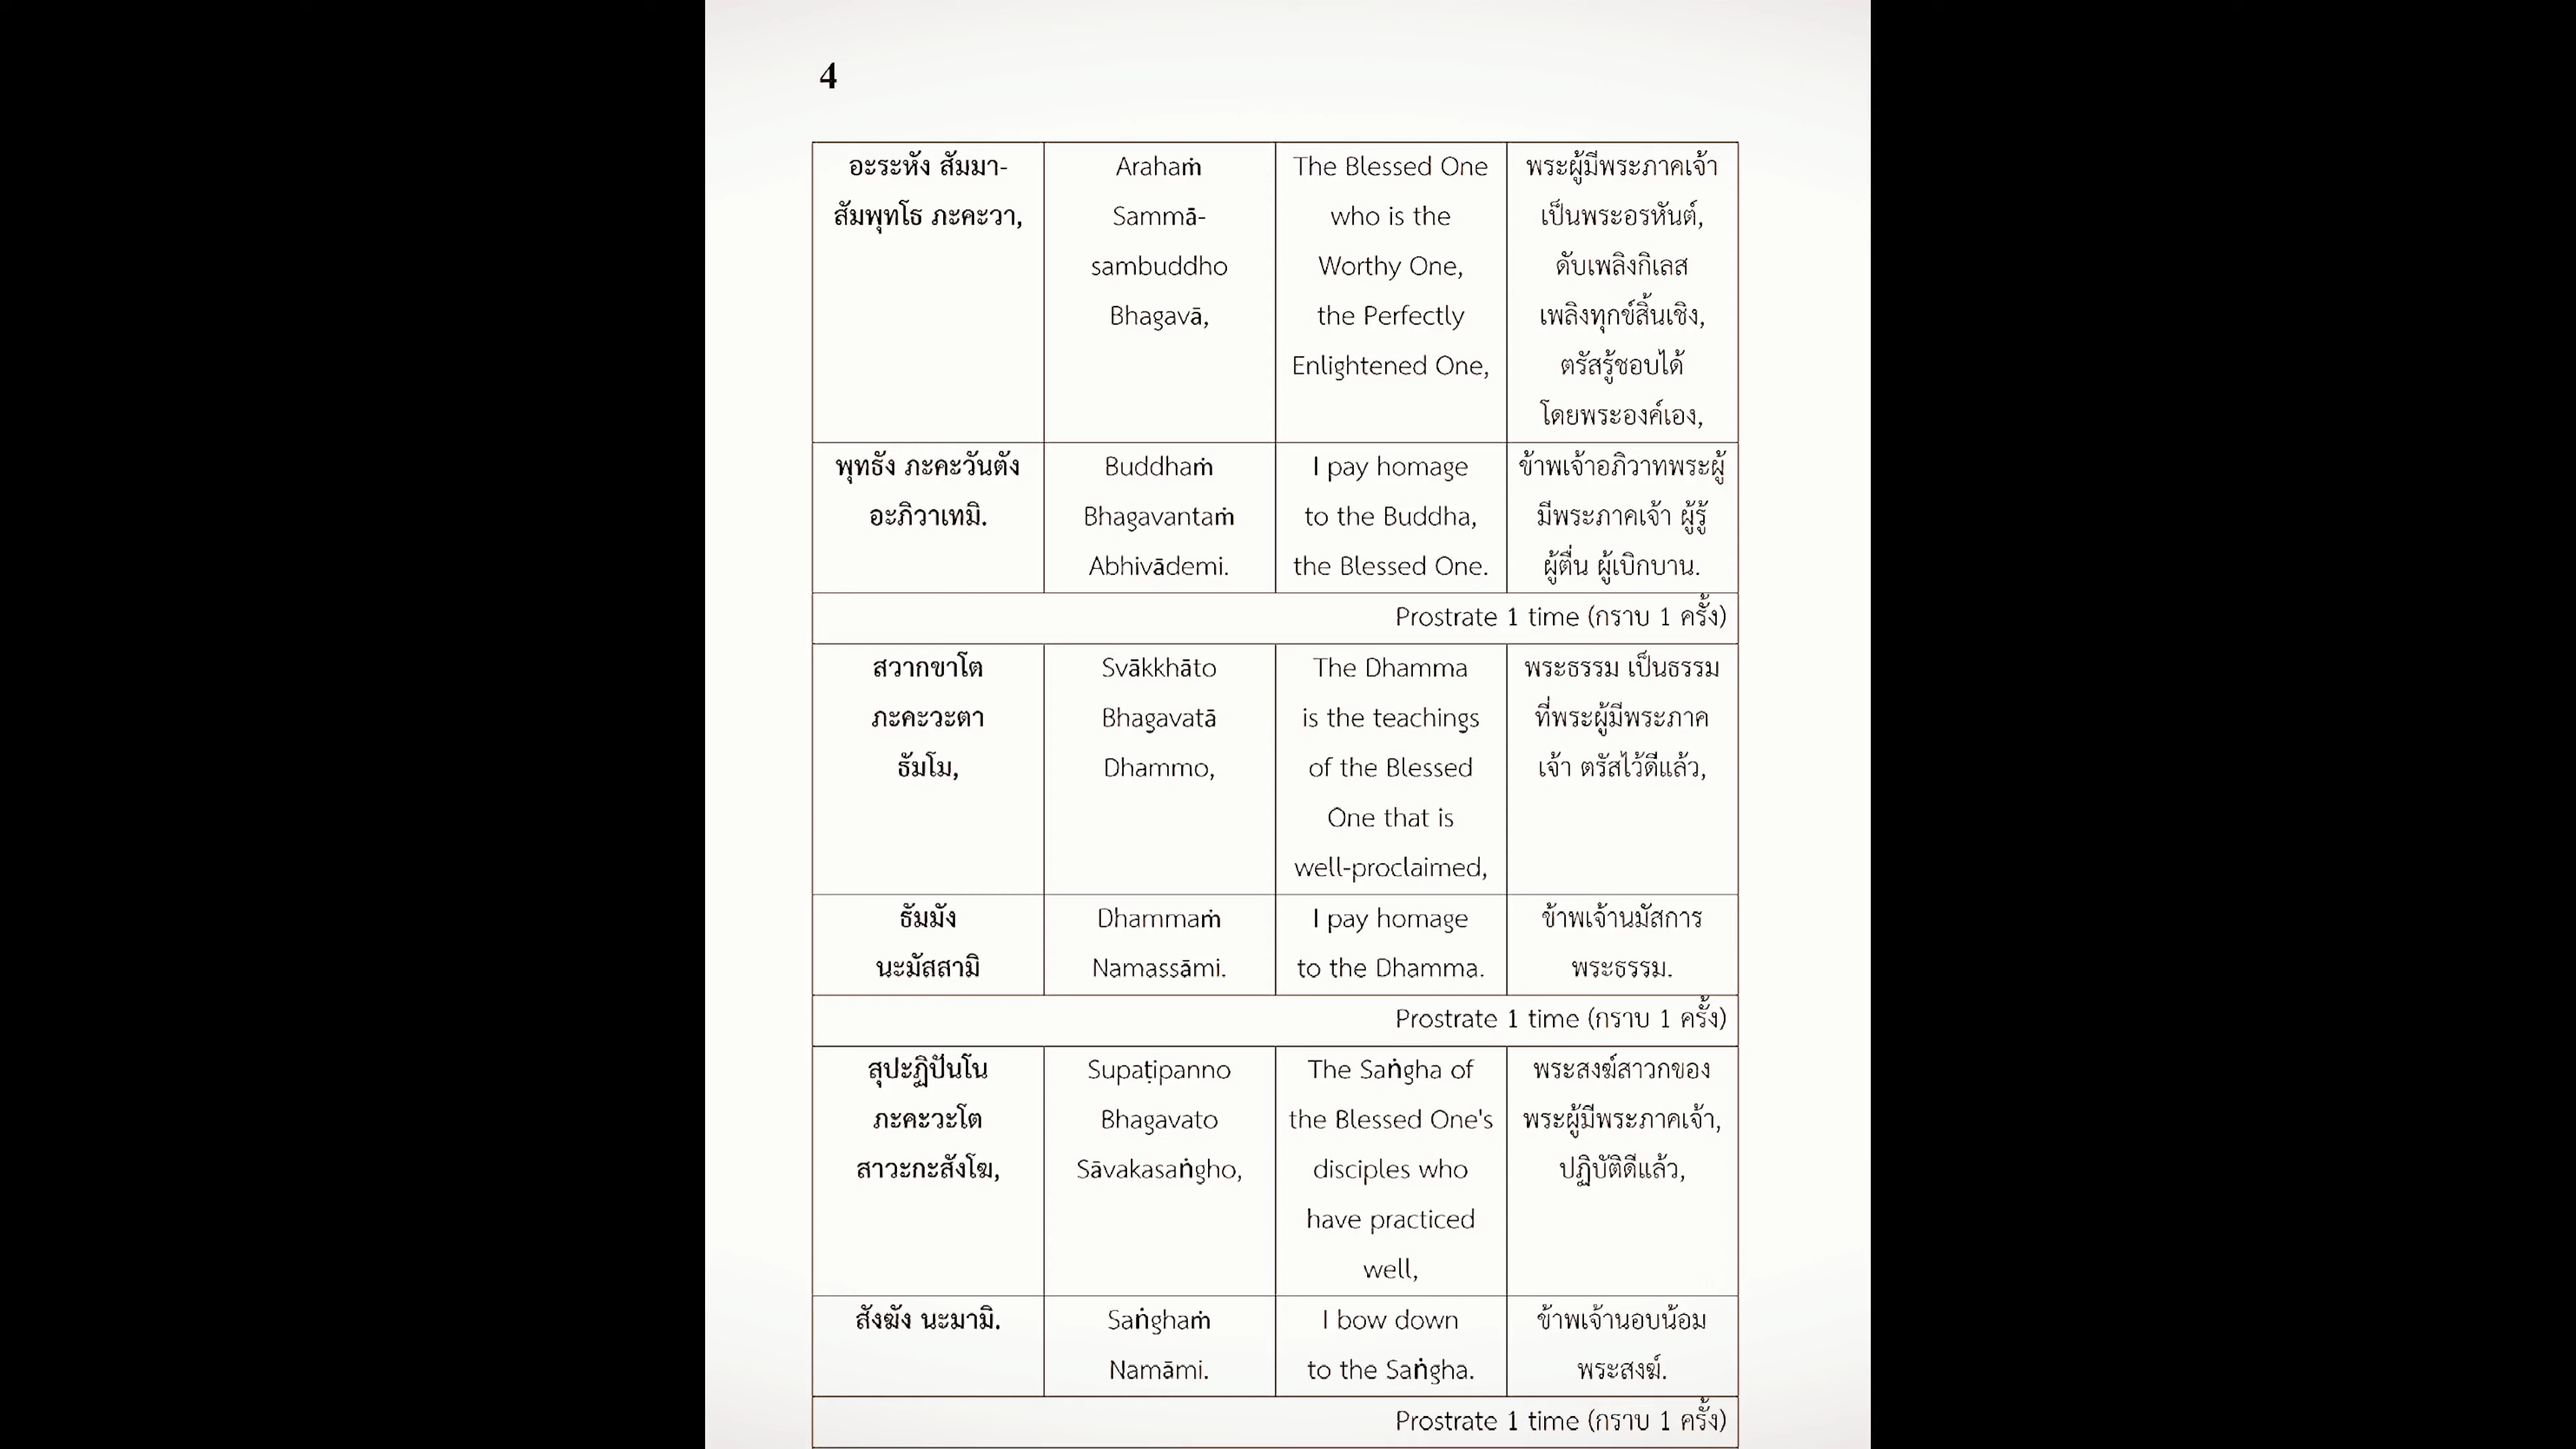 4
อะระหัง สัมมา-
สัมพุทโธ ภะคะวา,
Arahaṁ
Sammā-
sambuddho
Bhagavā,
The Blessed One
who is the
Worthy One,
the Perfectly
Enlightened One,
พระผู้มีพระภาคเจ้า
เป็นพระอรหันต์,
ดับเพลิงกิเลส
เพลิงทุกข์สิ้นเชิง,
ตรัสรู้ชอบได้
โดยพระองค์เอง,
พุทธัง ภะคะวันตัง
อะภิวาเทมิ.
Buddhaṁ
Bhagavantaṁ
Abhivādemi.
I pay homage
to the Buddha,
the Blessed One.
ข้าพเจ้าอภิวาทพระผู้
มีพระภาคเจ้า ผู้รู้
ผู้ตื่น ผู้เบิกบาน.
Prostrate 1 time (กราบ 1 ครั้ง)
สวากขาโต
ภะคะวะตา
ธัมโม,
Svākkhāto
Bhagavatā
Dhammo,
The Dhamma
is the teachings
of the Blessed
One that is
well-proclaimed,
พระธรรม เป็นธรรม
ที่พระผู้มีพระภาค
เจ้า ตรัสไว้ดีแล้ว,
ธัมมัง
นะมัสสามิ
Dhammaṁ
Namassāmi.
I pay homage
to the Dhamma.
ข้าพเจ้านมัสการ
พระธรรม.
Prostrate 1 time (กราบ 1 ครั้ง)
สุปะฏิปันโน
ภะคะวะโต
สาวะกะสังโฆ,
Supaṭipanno
Bhagavato
Sāvakasaṅgho,
The Saṅgha of
the Blessed One's
disciples who
have practiced
well,
พระสงฆ์สาวกของ
พระผู้มีพระภาคเจ้า,
ปฏิบัติดีแล้ว,
สังฆัง นะมามิ.
Saṅghaṁ
Namāmi.
I bow down
to the Saṅgha.
ข้าพเจ้านอบน้อม
พระสงฆ์.
Prostrate 1 time (กราบ 1 ครั้ง)